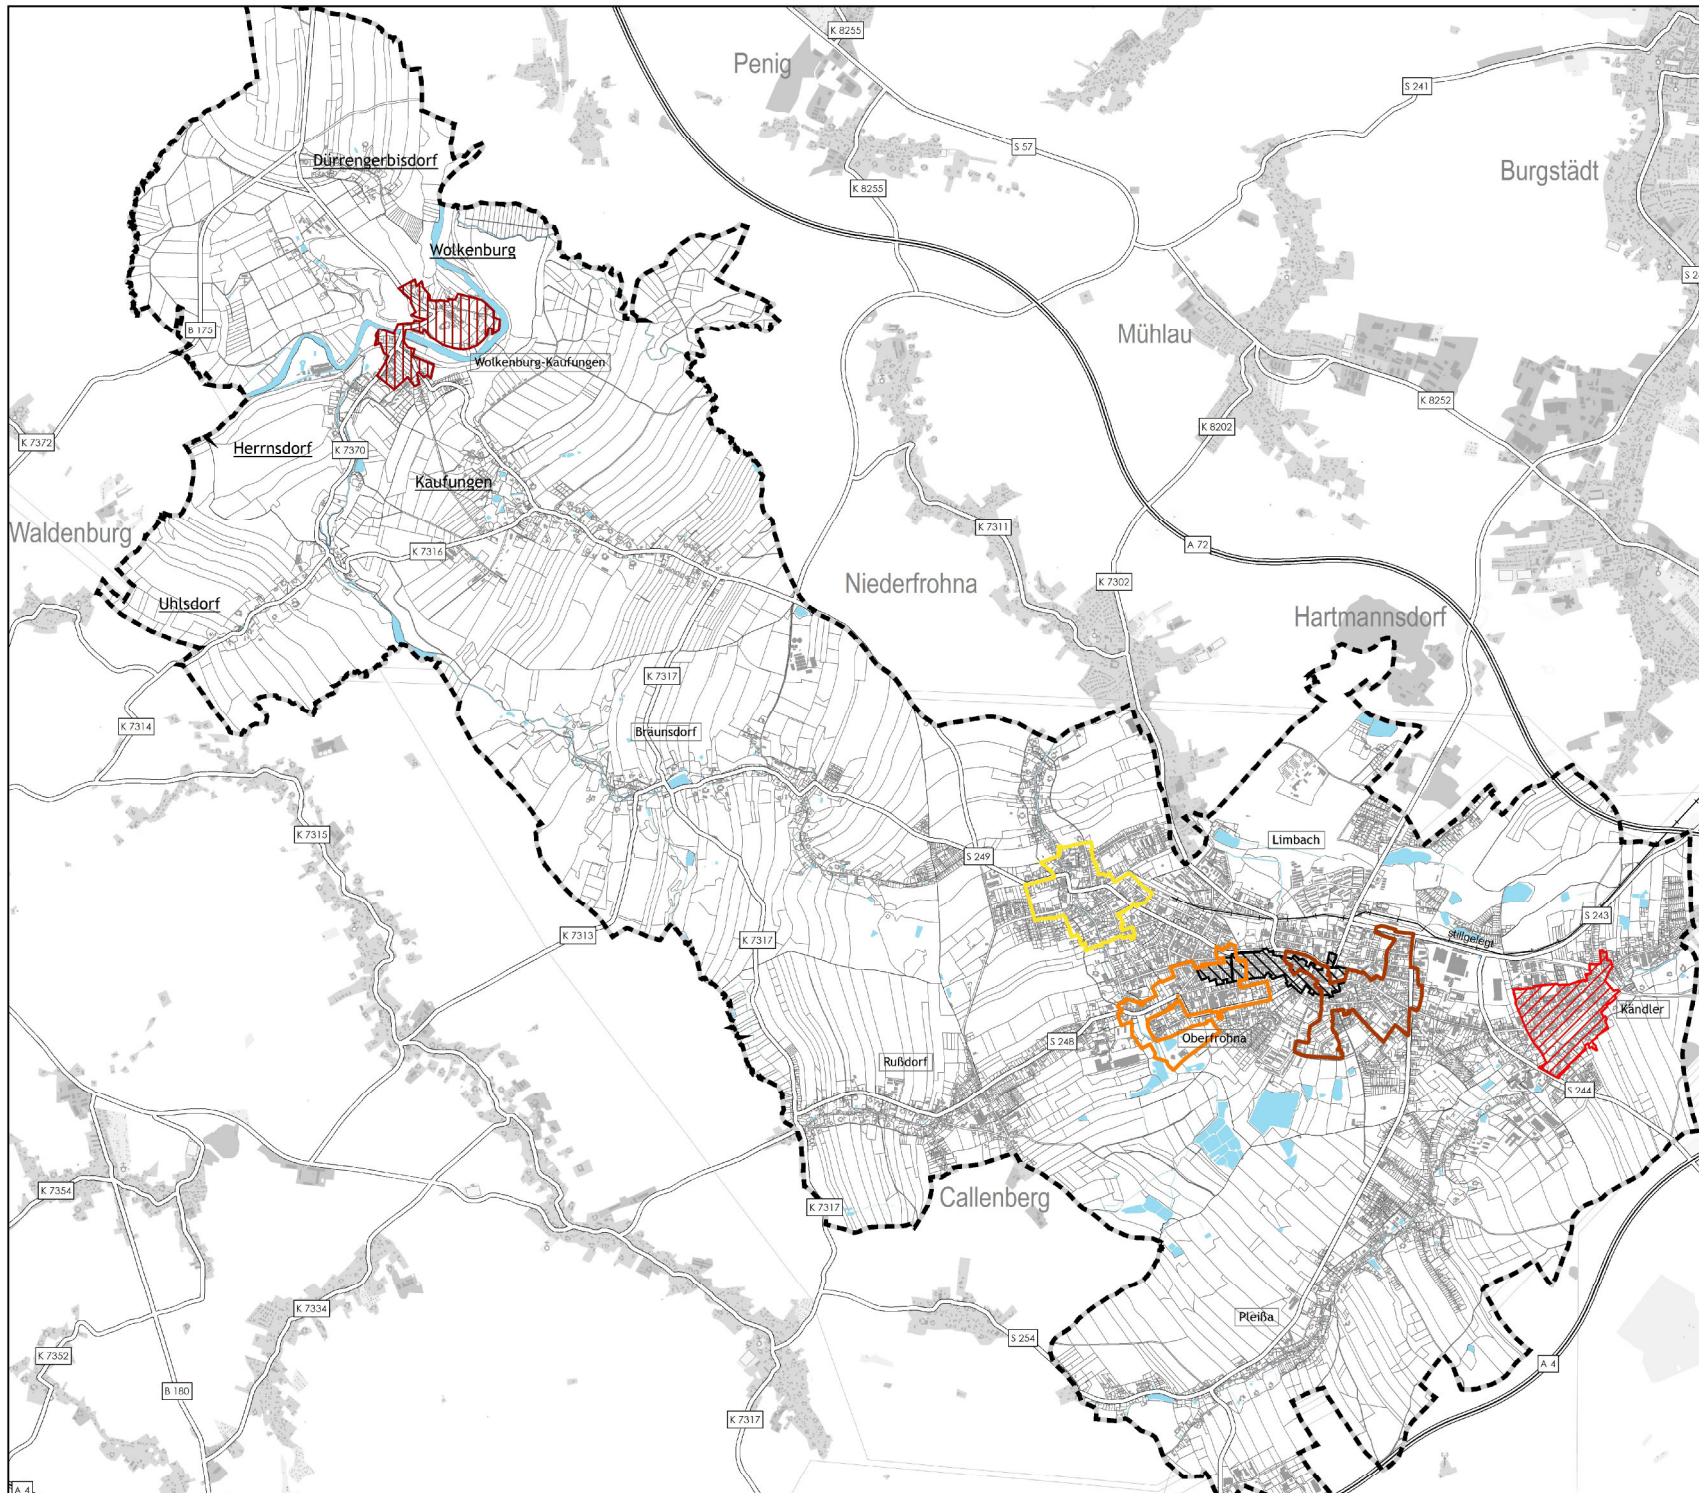 K 8255
Penig
S 241
S 57
Burgstädt
Dürrengerbisdorf
K 8255
Wolkenburg
B 175
Mühlau
Wolkenburg-Kaufungen
K 8252
K 8202
K 7372
Herrnsdorf
K 7370
Kaufungen
Waldenburg
K 7311
A 72
K 7316
Niederfrohna
K 7302
Uhlsdorf
Hartmannsdorf
K 7317
K 7314
Bräunsdorf
K 7315
Limbach
S 249
S 243
K 7313
K 7317
stillgelegt
Kändler
S 248
Oberfrohna
Rußdorf
S 244
K 7354
Callenberg
K 7317
K 7334
Pleißa
S 254
K 7352
A 4
B 180
K 7317
A 4